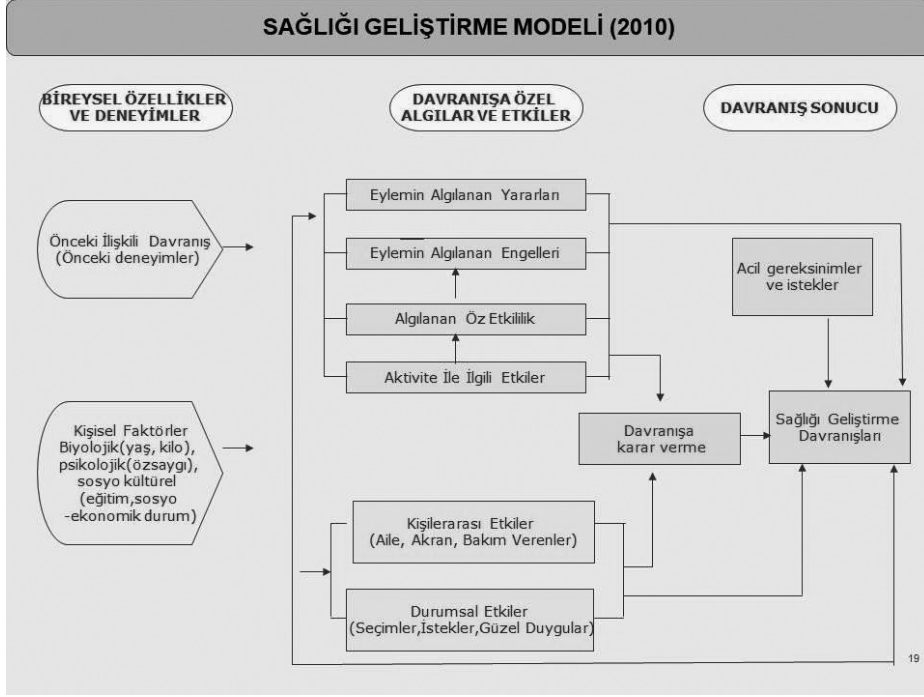 SAĞLIĞI GELİŞTİRME MODELİ (2010)
BİREYSEL ÖZELLİKLER
VE DENEYİMLER
DAVRANIŞA ÖZEL
ALGILAR VE ETKİLER
DAVRANIŞ SONUCU
Önceki İlişkili Davranış
(Önceki deneyimler)
Kişisel Faktörler
Biyolojik(yaş, kilo),
psikolojik(özsaygı),
sosyo kültürel
(eğitim,sosyo
-ekonomik durum)
Eylemin Algılanan Yararları
Eylemin Algılanan Engelleri
Algılanan Öz Etkililik
Aktivite İle İlgili Etkiler
Kişilerarası Etkiler
(Aile, Akran, Bakım Verenler)
Durumsal Etkiler
(Seçimler,İstekler,Güzel Duygular)
Davranışa
karar verme
Acil gereksinimler
ve istekler
Sağlığı Geliştirme
Davranışları
19